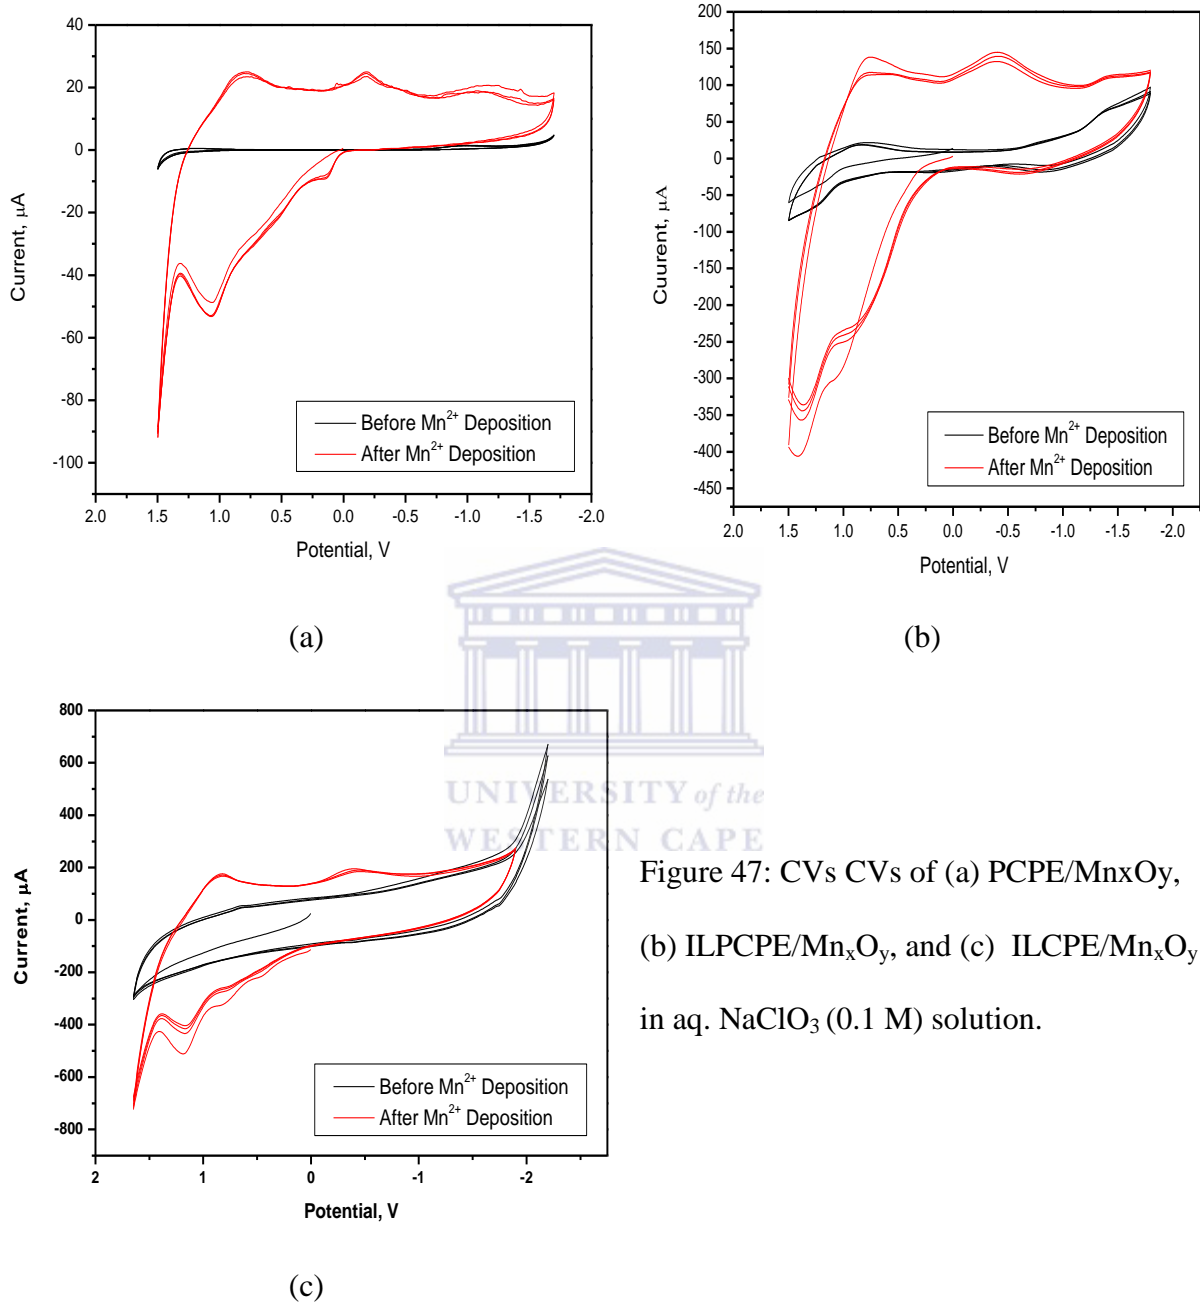 40
20
0
-20
-40
-60
-80
-100
Current, µA
Before Mn2+ Deposition
After Mn2+ Deposition
2.0 1.5 1.0 0.5 0.0 -0.5 -1.0 -1.5 -2.0
Potential, V
(a)
200
150
100
50
0
-50
-100
-150
-200
-250
-300
-350
-400
-450
Cuurent, µA
Before Mn2+ Deposition
After Mn2+ Deposition
2.0 1.5 1.0 0.5 0.0 -0.5 -1.0 -1.5 -2.0
Potential, V
(b)
800
600
400
200
0
-200
-400
-600
-800
Current, µA
Before Mn2+ Deposition
After Mn2+ Deposition
2 1 0 -1 -2
Potential, V
(c)
UNIVERSITY of the
WESTERN CAPE
Figure 47: CVs CVs of (a) PCPE/MnxOy,
(b) ILPCPE/MnxOy, and (c) ILCPE/MnxOy
in aq. NaClO3 (0.1 M) solution.